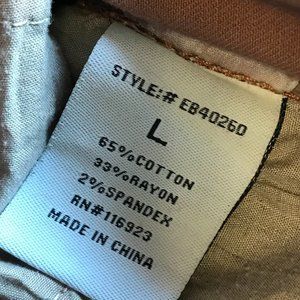 STYLE:# EB40260
L
65%COTTON
33%RAYON
2%SPANDEX
RN#116923
MADE IN CHINA